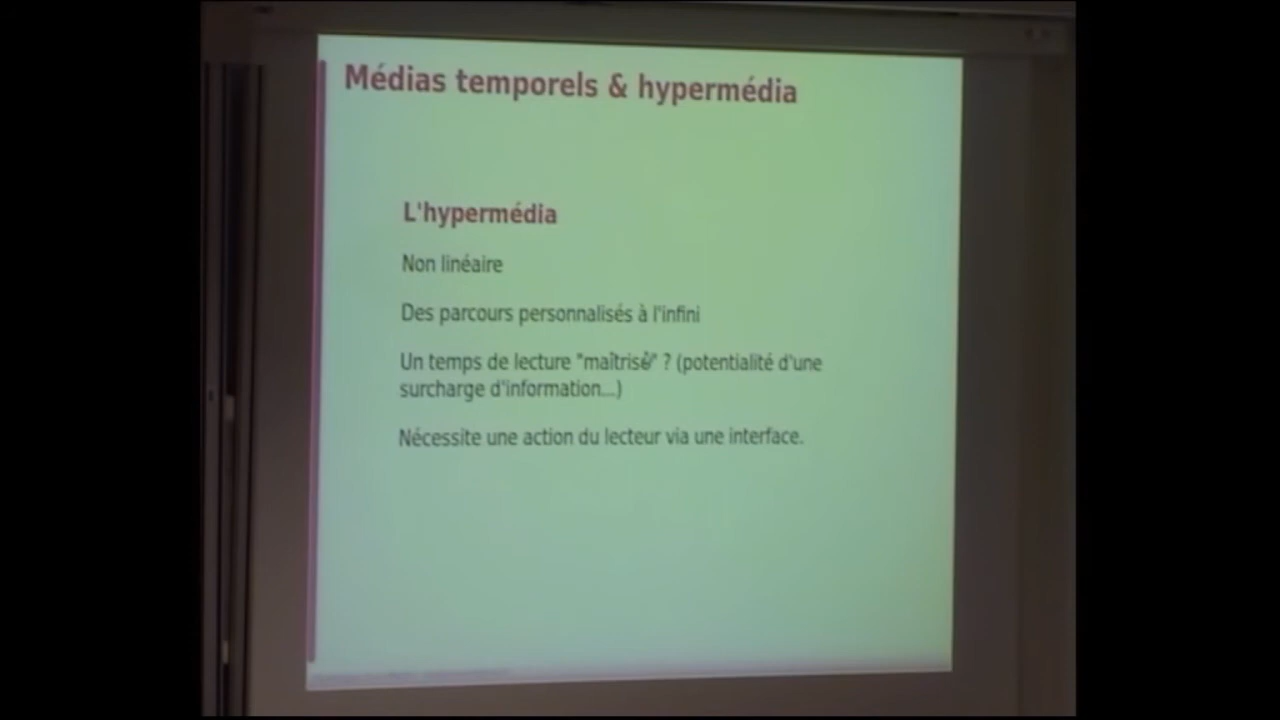 Médias temporels & hypermédia
L'hypermédia
Non linéaire
Des parcours personnalisés à l'infini
Un temps de lecture "maîtrisé" ? (potentialité d'une
surcharge d'information...)
Nécessite une action du lecteur via une interface.